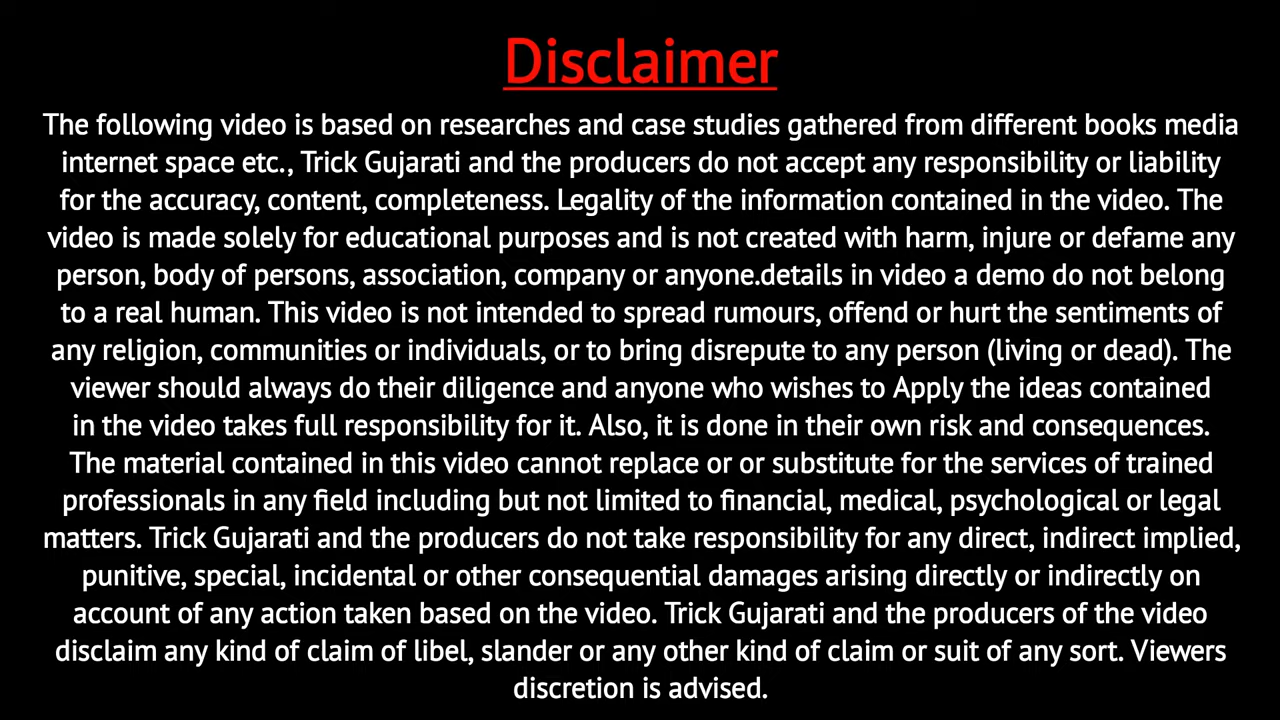 Disclaimer
The following video is based on researches and case studies gathered from different books media
internet space etc., Trick Gujarati and the producers do not accept any responsibility or liability
for the accuracy, content, completeness. Legality of the information contained in the video. The
video is made solely for educational purposes and is not created with harm, injure or defame any
person, body of persons, association, company or anyone.details in video a demo do not belong
to a real human. This video is not intended to spread rumours, offend or hurt the sentiments of
any religion, communities or individuals, or to bring disrepute to any person (living or dead). The
viewer should always do their diligence and anyone who wishes to Apply the ideas contained
in the video takes full responsibility for it. Also, it is done in their own risk and consequences.
The material contained in this video cannot replace or or substitute for the services of trained
professionals in any field including but not limited to financial, medical, psychological or legal
matters. Trick Gujarati and the producers do not take responsibility for any direct, indirect implied,
punitive, special, incidental or other consequential damages arising directly or indirectly on
account of any action taken based on the video. Trick Gujarati and the producers of the video
disclaim any kind of claim of libel, slander or any other kind of claim or suit of any sort. Viewers
discretion is advised.